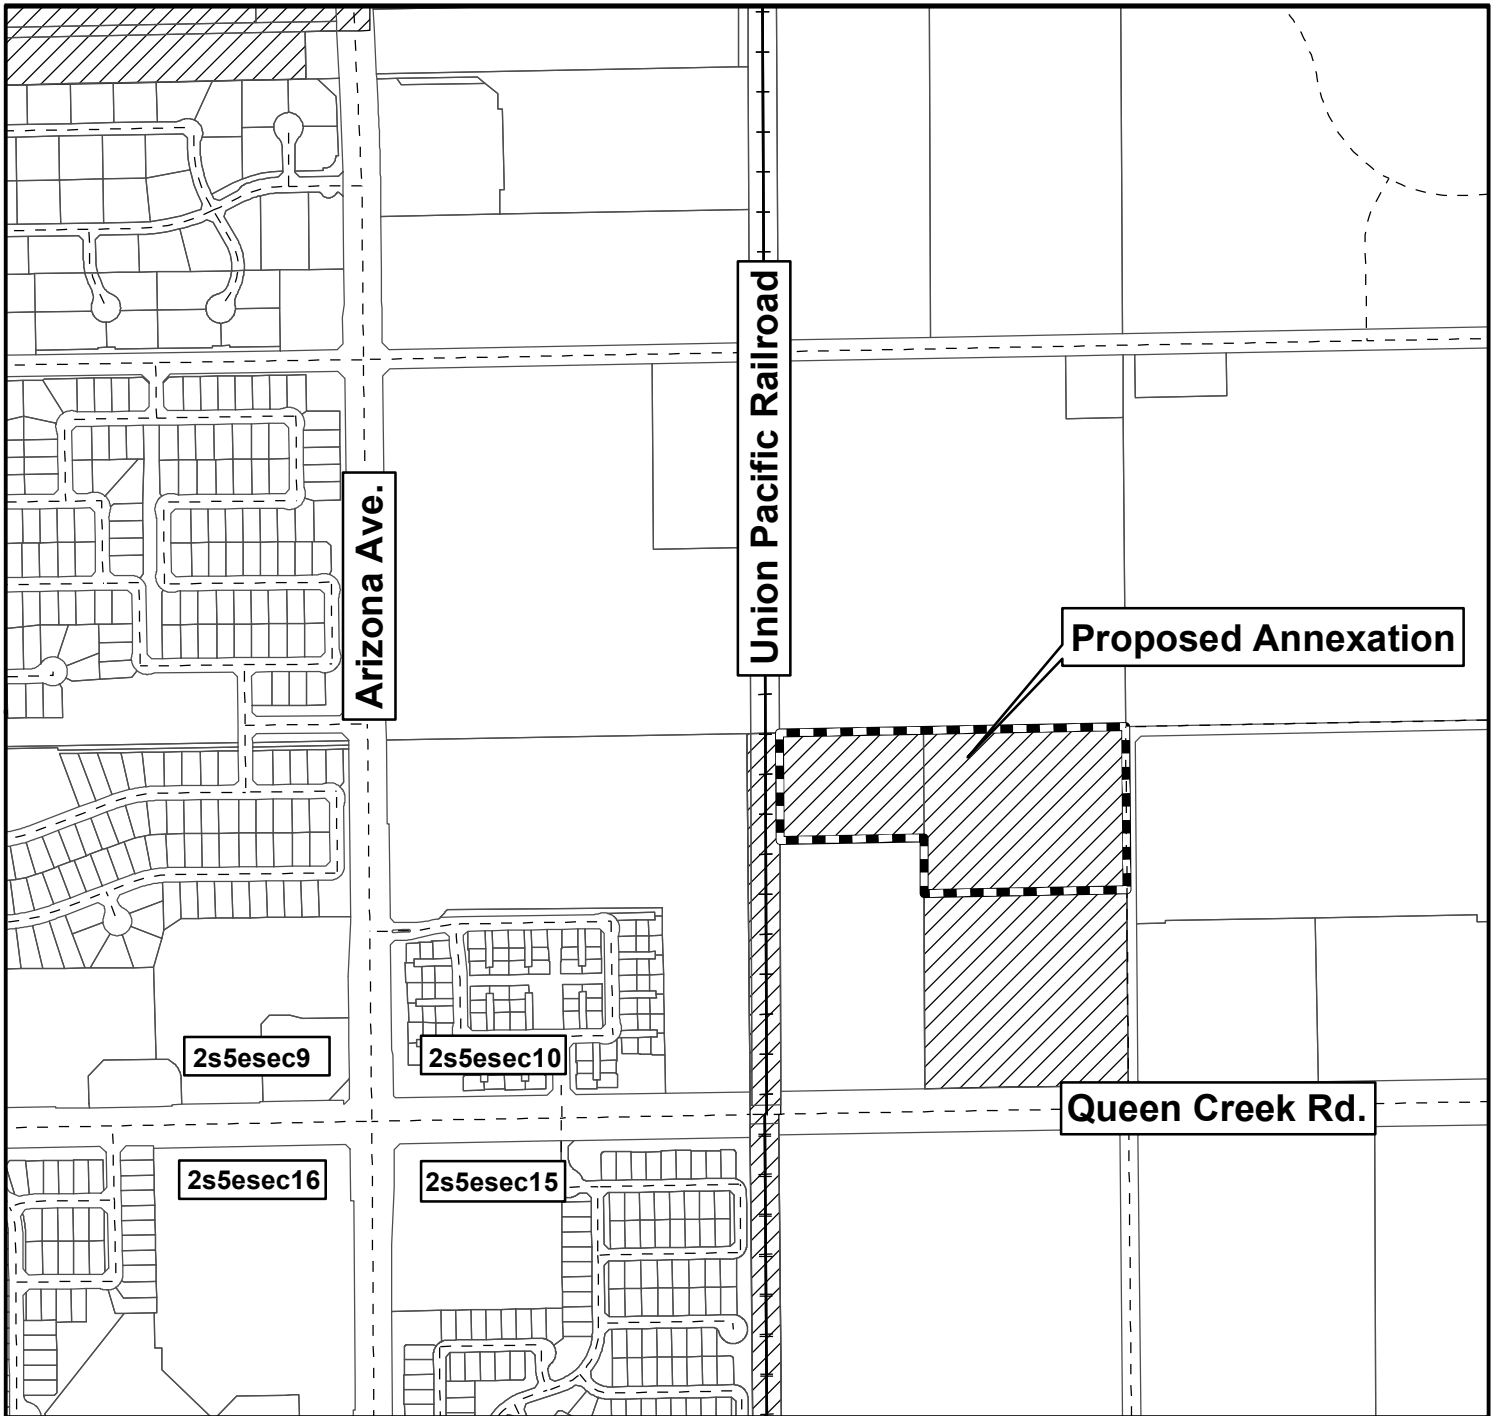 Union Pacific Railroad
Arizona Ave.
Proposed Annexation
2s5esec9
2s5esec10
Queen Creek Rd.
2s5esec16
2s5esec15